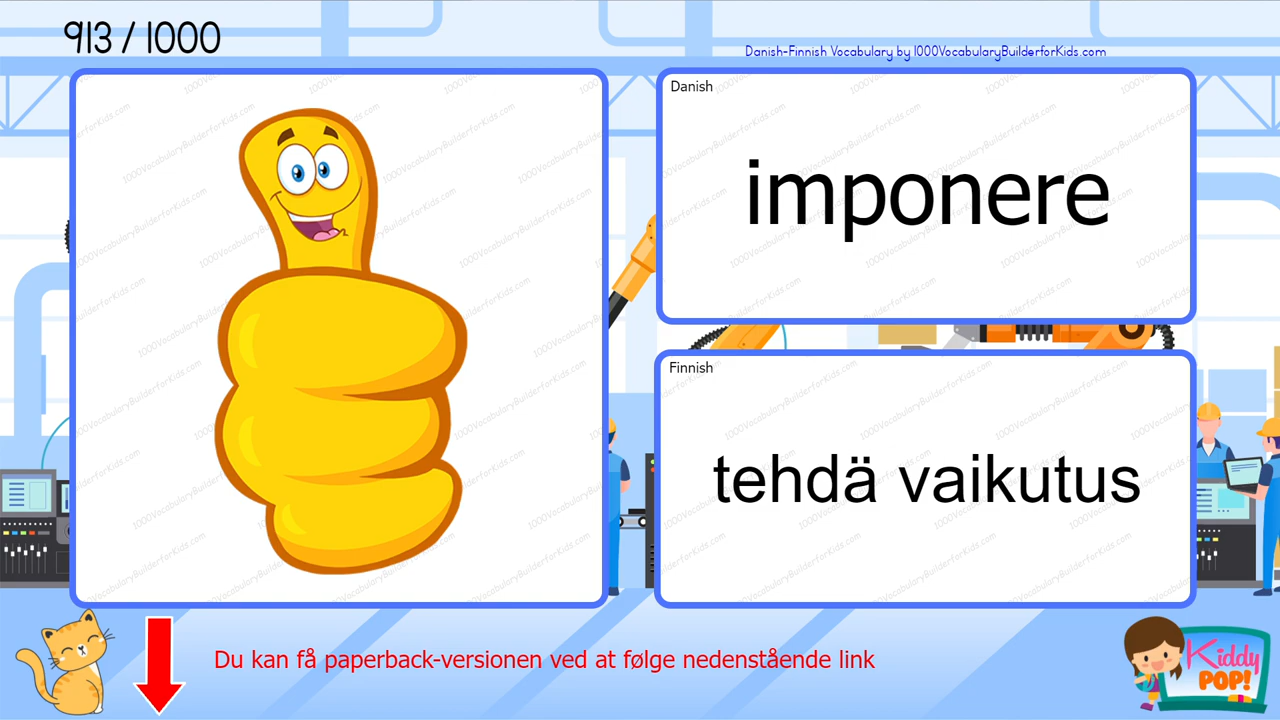 913 / 1000
Danish-Finnish Vocabulary by 1000VocabularyBuilderforKids.com
Danish
imponere
Finnish
tehdä vaikutus
Du kan få paperback-versionen ved at følge nedenstående link
Kiddy
POP!